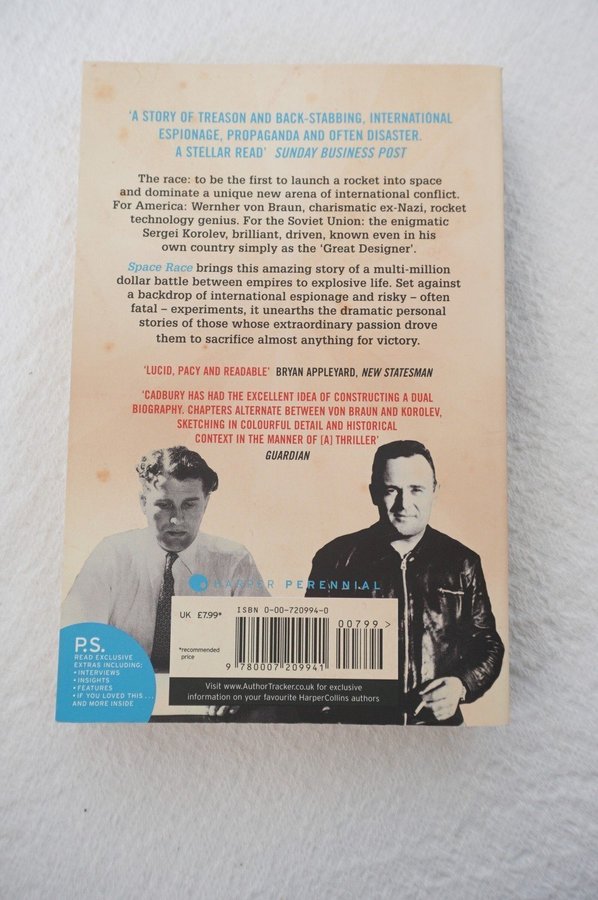 ‘A STORY OF TREASON AND BACK-STABBING, INTERNATIONAL
ESPIONAGE, PROPAGANDA AND OFTEN DISASTER.
A STELLAR READ’ SUNDAY BUSINESS POST
The race: to be the first to launch a rocket into space
and dominate a unique new arena of international conflict.
For America: Wernher von Braun, charismatic ex-Nazi, rocket
technology genius. For the Soviet Union: the enigmatic
Sergei Korolev, brilliant, driven, known even in his
own country simply as the ‘Great Designer’.
Space Race brings this amazing story of a multi-million
dollar battle between empires to explosive life. Set against
a backdrop of international espionage and risky – often
fatal – experiments, it unearths the dramatic personal
stories of those whose extraordinary passion drove
them to sacrifice almost anything for victory.
‘LUCID, PACY AND READABLE’ BRYAN APPLEYARD, NEW STATESMAN
‘CADBURY HAS HAD THE EXCELLENT IDEA OF CONSTRUCTING A DUAL
BIOGRAPHY. CHAPTERS ALTERNATE BETWEEN VON BRAUN AND KOROLEV,
SKETCHING IN COLOURFUL DETAIL AND HISTORICAL
CONTEXT IN THE MANNER OF [A] THRILLER’
GUARDIAN
HARPER PERENNIAL
UK £7.99*
*recommended
price
ISBN 0-00-720994-0
00799 >
9 780007 209941
Visit www.AuthorTracker.co.uk for exclusive
information on your favourite HarperCollins authors
P.S.
READ EXCLUSIVE
EXTRAS INCLUDING:
• INTERVIEWS
• INSIGHTS
• FEATURES
• IF YOU LOVED THIS . . .
AND MORE INSIDE